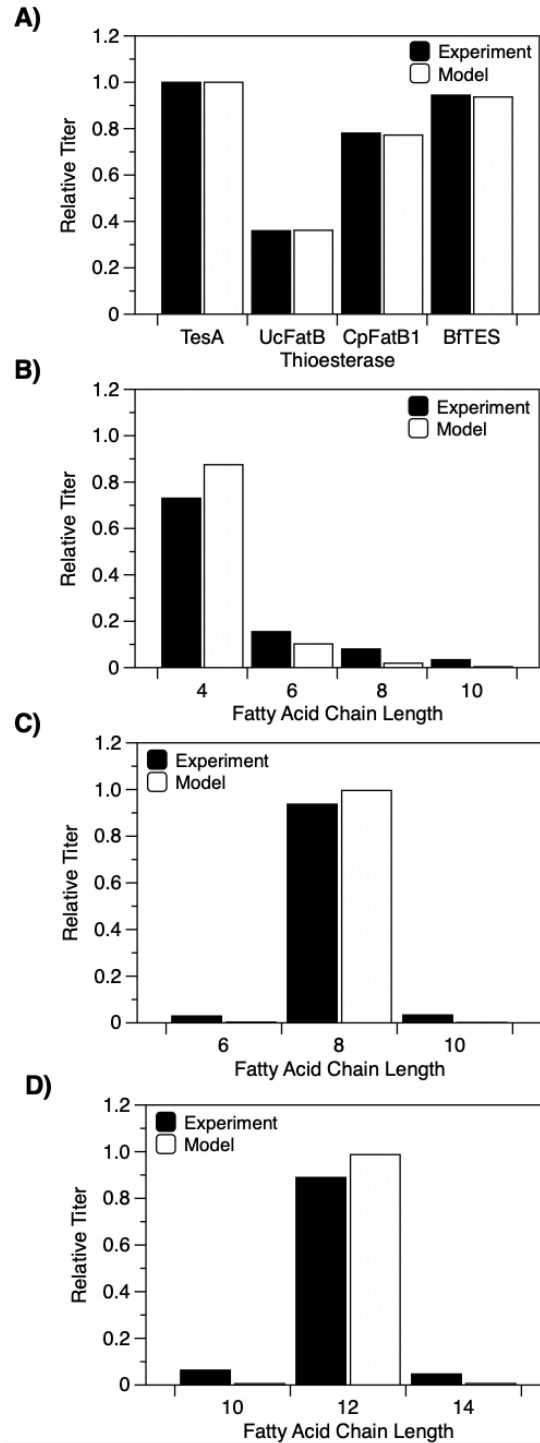 A)
1.2
1.0
0.8
0.6
0.4
0.2
0
Relative Titer
Experiment
Model
TesA UcFatB CpFatB1 BfTES
Thioesterase
B)
1.2
1.0
0.8
0.6
0.4
0.2
0
Relative Titer
Experiment
Model
4 6 8 10
Fatty Acid Chain Length
C)
1.2
1.0
0.8
0.6
0.4
0.2
0
Relative Titer
Experiment
Model
6 8 10
Fatty Acid Chain Length
D)
1.2
1.0
0.8
0.6
0.4
0.2
0
Relative Titer
Experiment
Model
10 12 14
Fatty Acid Chain Length